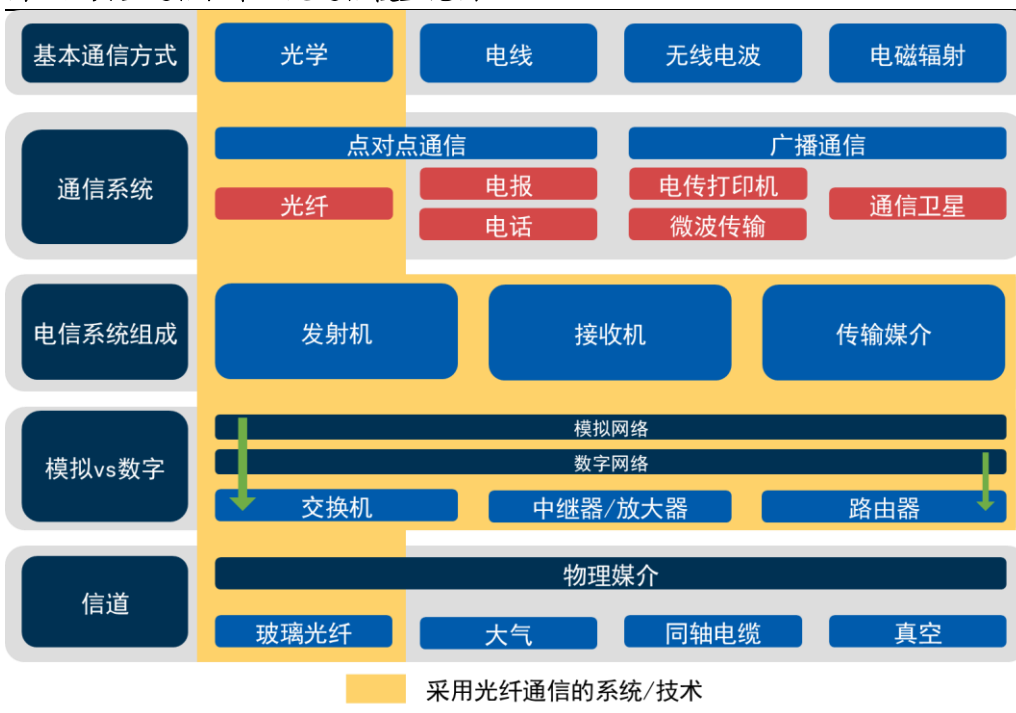 基本通信方式
光学
电线
无线电波
电磁辐射
通信系统
点对点通信
广播通信
光纤
电报
电话
电传打印机
微波传输
通信卫星
电信系统组成
发射机
接收机
传输媒介
模拟vs数字
模拟网络
数字网络
交换机
中继器/放大器
路由器
信道
物理媒介
玻璃光纤
大气
同轴电缆
真空
采用光纤通信的系统/技术